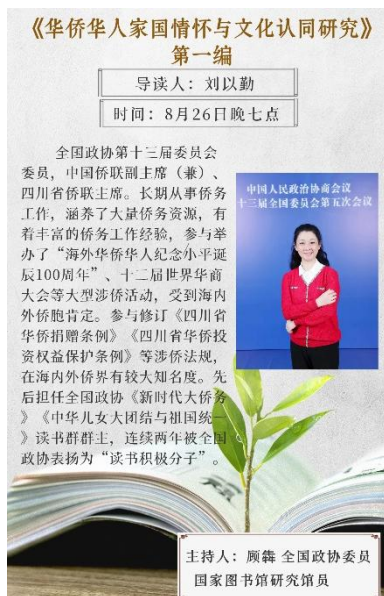 《华侨华人家国情怀与文化认同研究》
第一编
导读人：刘以勤
时间：8月26日晚七点
全国政协第十三届委员会
委员，中国侨联副主席（兼）、
四川省侨联主席。长期从事侨务
工作，涵养了大量侨务资源，有
着丰富的侨务工作经验，参与举
办了“海外华侨华人纪念小平诞
辰100周年”、十二届世界华商
大会等大型涉侨活动，受到海内
外侨胞肯定。参与修订《四川省
华侨捐赠条例》《四川省华侨投
资权益保护条例》等涉侨法规，
在海内外侨界有较大知名度。先
后担任全国政协《新时代大侨务
》《中华儿女大团结与祖国统一
》读书群群主，连续两年被全国
政协表扬为“读书积极分子”。
中国人民政治协商会议
十三届全国委员会第五次会议
主持人：顾犇 全国政协委员
国家图书馆研究馆员